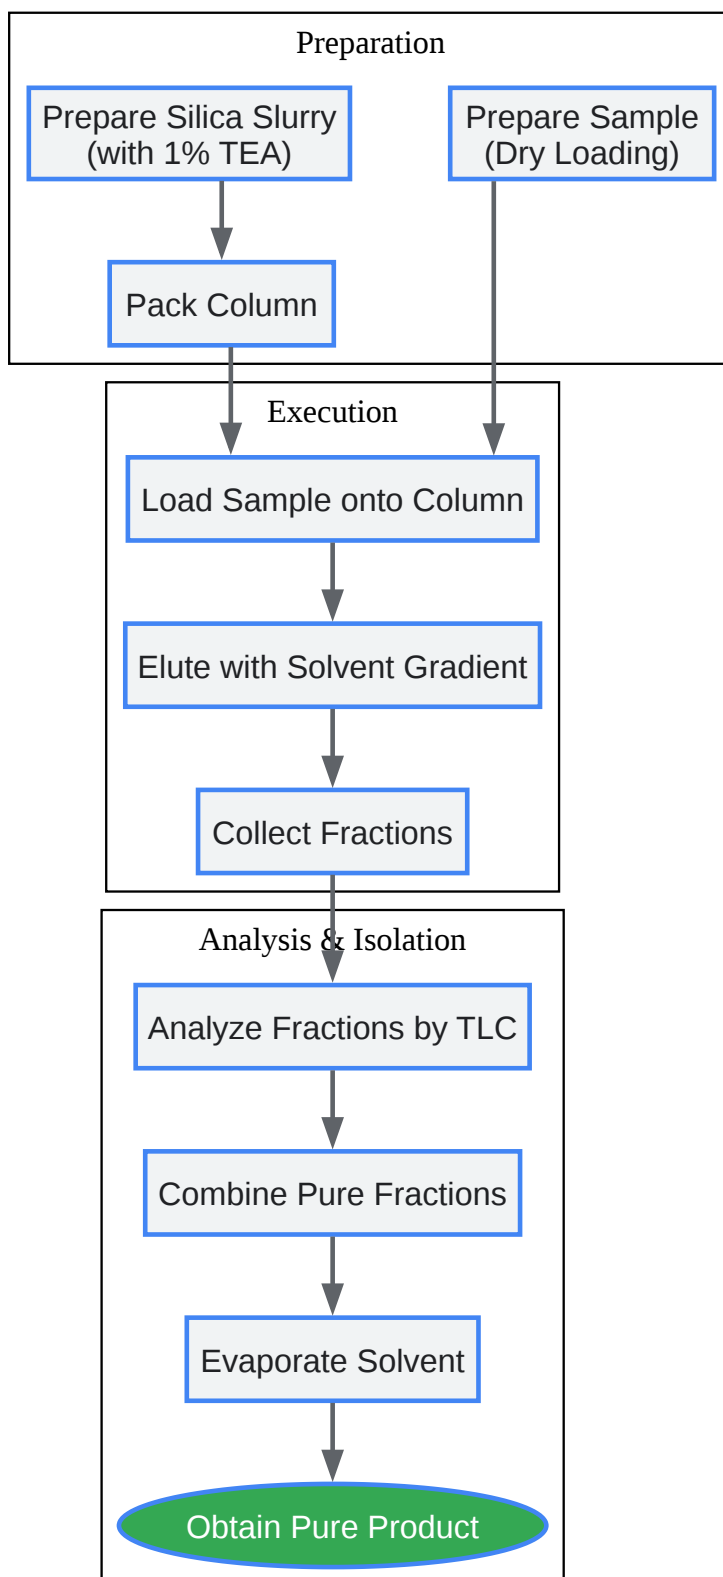 Preparation
Prepare Silica Slurry
(with 1% TEA)
Prepare Sample
(Dry Loading)
Pack Column
Execution
Load Sample onto Column
Elute with Solvent Gradient
Collect Fractions
Analysis & Isolation
Analyze Fractions by TLC
Combine Pure Fractions
Evaporate Solvent
Obtain Pure Product